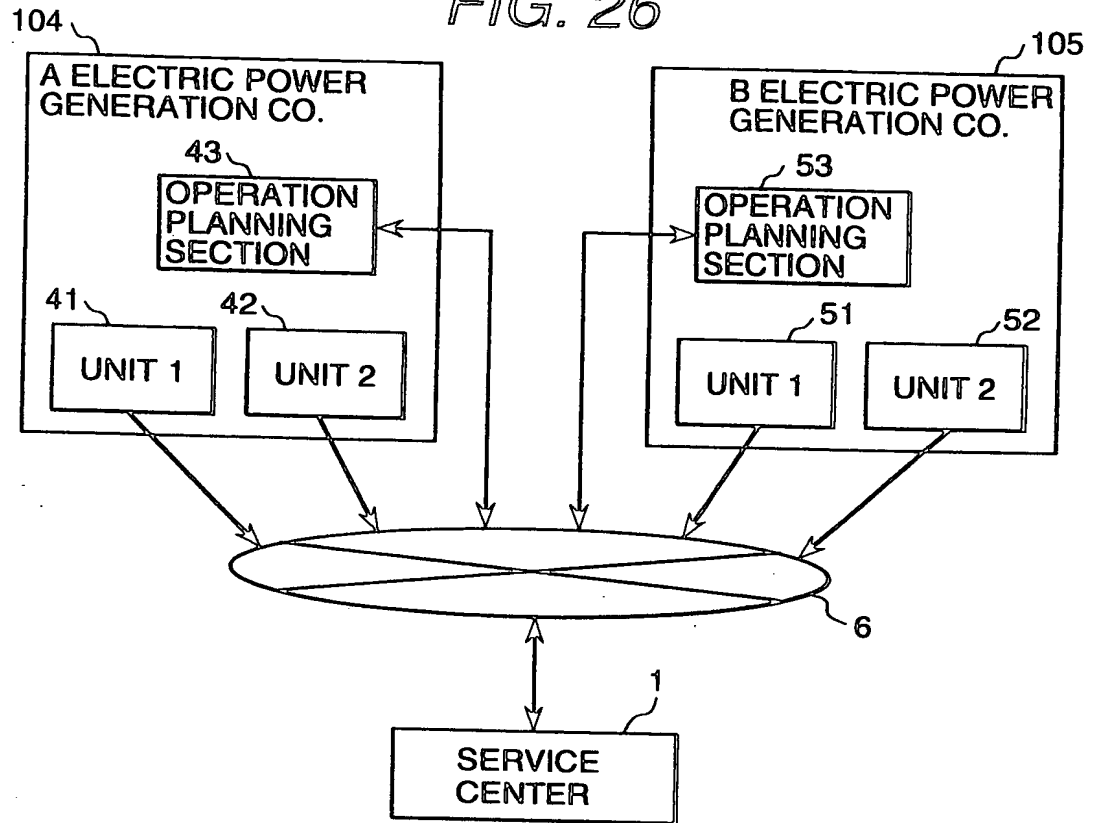 FIG. 26
104
105
A ELECTRIC POWER
GENERATION CO.
B ELECTRIC POWER
GENERATION CO.
43
OPERATION
PLANNING
SECTION
53
OPERATION
PLANNING
SECTION
41
UNIT 1
42
UNIT 2
51
UNIT 1
52
UNIT 2
6
1
SERVICE
CENTER